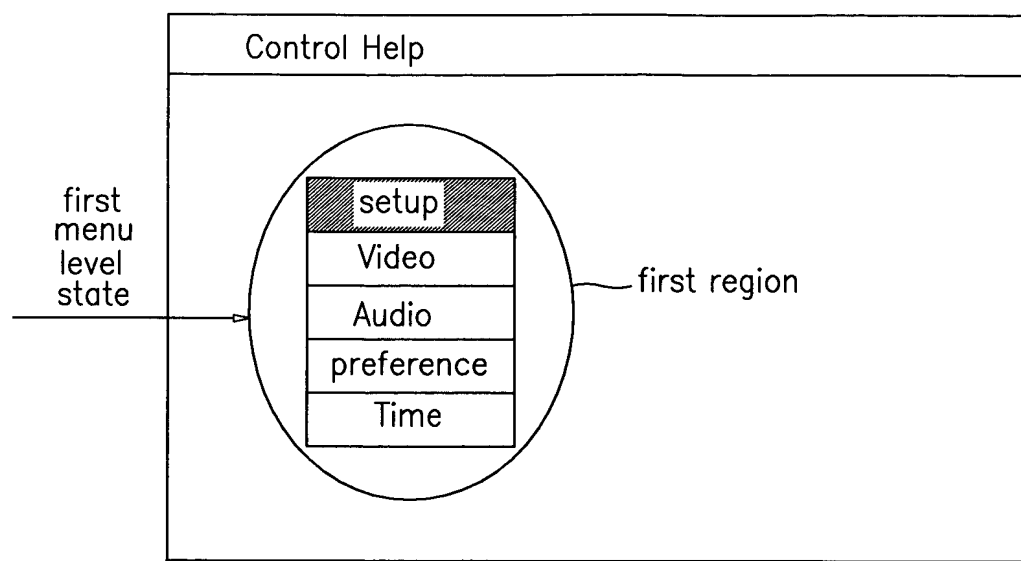 Control Help
first
menu
level
state
setup
Video
Audio
preference
Time
first region